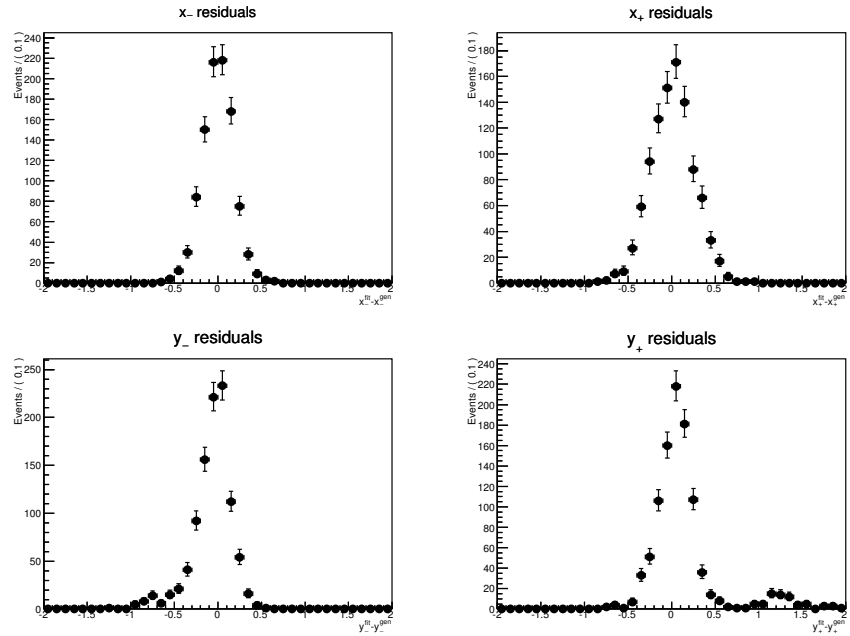 x₋ residuals
Events / ( 0.1 )
240
220
200
180
160
140
120
100
80
60
40
20
0
-2 -1.5 -1 -0.5 0 0.5 1 1.5 2
x₋^fit-x₋^gen
x₊ residuals
Events / ( 0.1 )
180
160
140
120
100
80
60
40
20
0
-2 -1.5 -1 -0.5 0 0.5 1 1.5 2
x₊^fit-x₊^gen
y₋ residuals
Events / ( 0.1 )
250
200
150
100
50
0
-2 -1.5 -1 -0.5 0 0.5 1 1.5 2
y₋^fit-y₋^gen
y₊ residuals
Events / ( 0.1 )
240
220
200
180
160
140
120
100
80
60
40
20
0
-2 -1.5 -1 -0.5 0 0.5 1 1.5 2
y₊^fit-y₊^gen